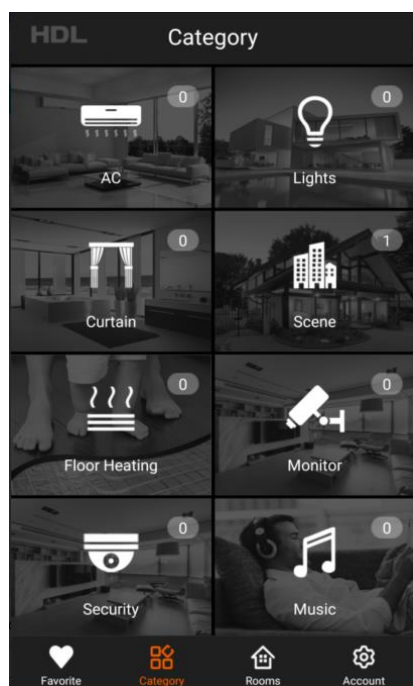 HDL
Category
0
0
AC
Lights
0
1
Curtain
Scene
0
0
Floor Heating
Monitor
0
0
Security
Music
Favorite
Category
Rooms
Account